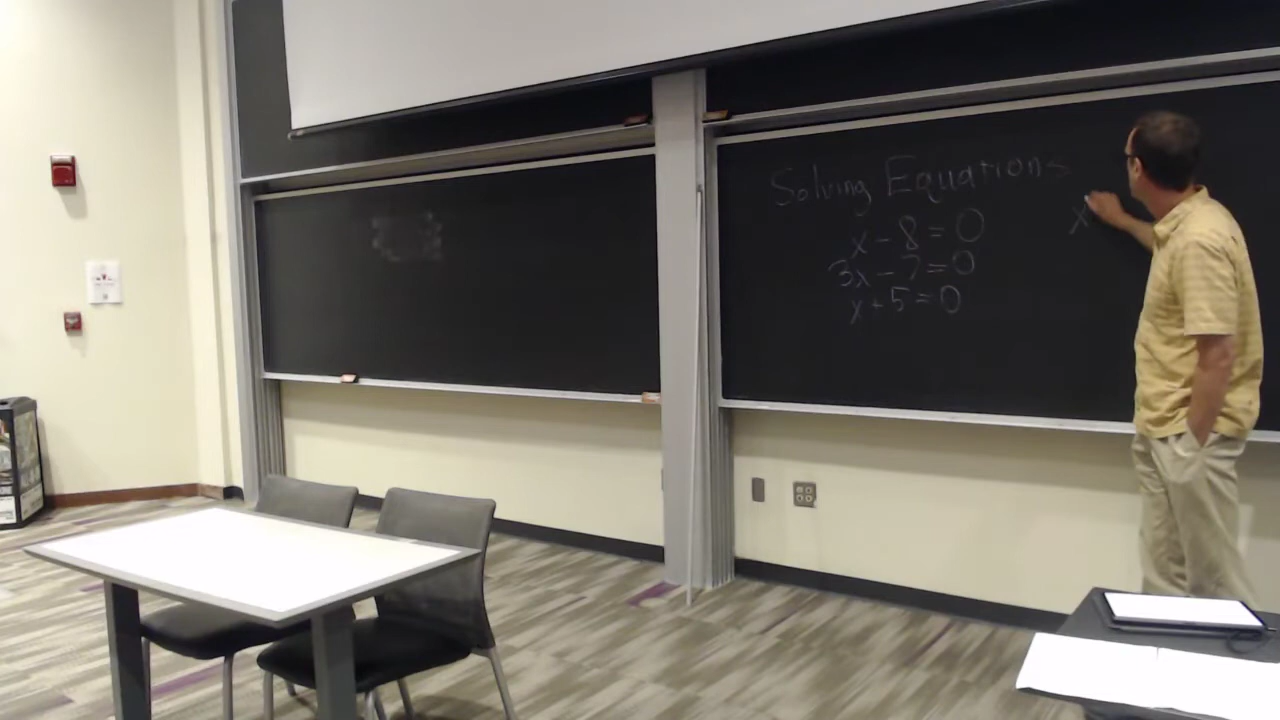 Solving Equations
x - 8 = 0
3x - 7 = 0
x + 5 = 0
x